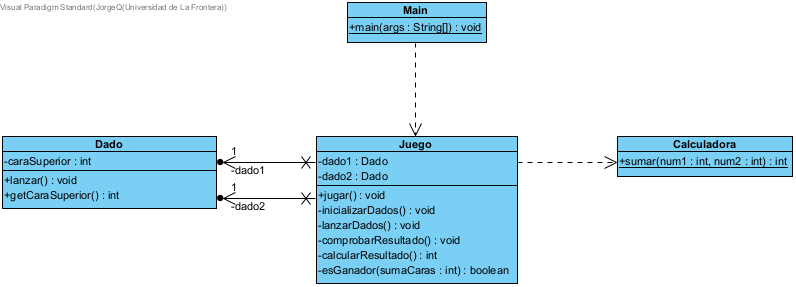 Visual Paradigm Standard(JorgeQ(Universidad de La Frontera))
Main
+main(args : String[]) : void
Dado
-caraSuperior : int
+lanzar() : void
+getCaraSuperior() : int
1
-dado1
1
-dado2
Juego
-dado1 : Dado
-dado2 : Dado
+jugar() : void
-inicializarDados() : void
-lanzarDados() : void
-comprobarResultado() : void
-calcularResultado() : int
-esGanador(sumaCaras : int) : boolean
Calculadora
+sumar(num1 : int, num2 : int) : int